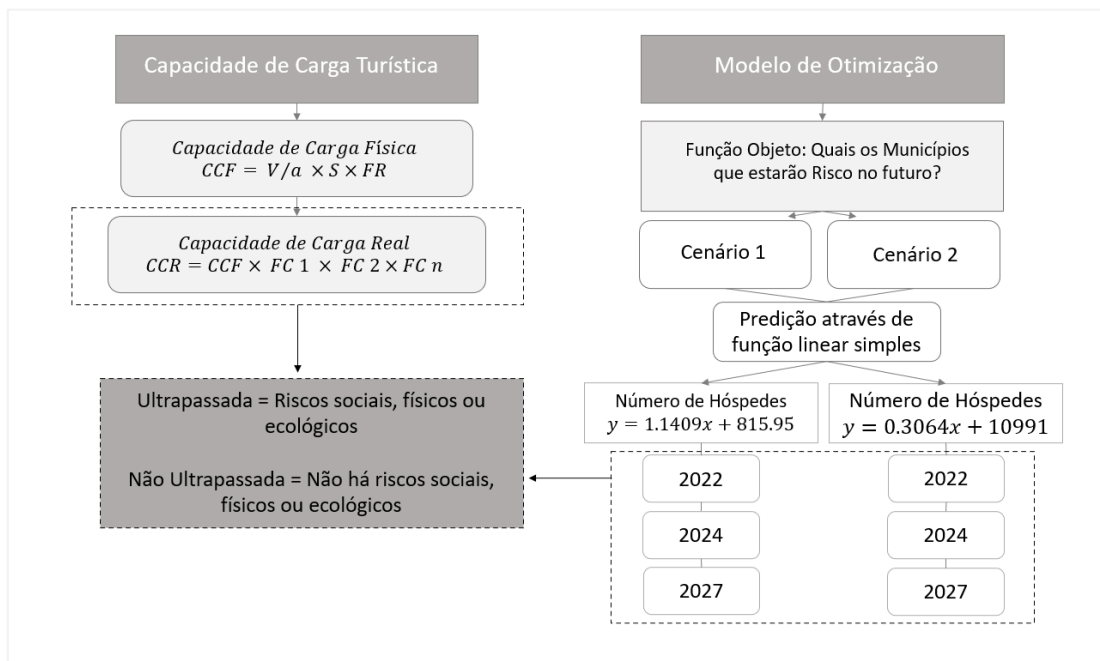 Capacidade de Carga Turística
Capacidade de Carga Física
CCF = V/a × S × FR
Capacidade de Carga Real
CCR = CCF × FC 1 × FC 2 × FC n
Ultrapassada = Riscos sociais, físicos ou
ecológicos
Não Ultrapassada = Não há riscos sociais,
físicos ou ecológicos
Modelo de Otimização
Função Objeto: Quais os Municípios
que estarão Risco no futuro?
Cenário 1
Cenário 2
Predição através de
função linear simples
Número de Hóspedes
y = 1.1409x + 815.95
Número de Hóspedes
y = 0.3064x + 10991
2022
2024
2027
2022
2024
2027